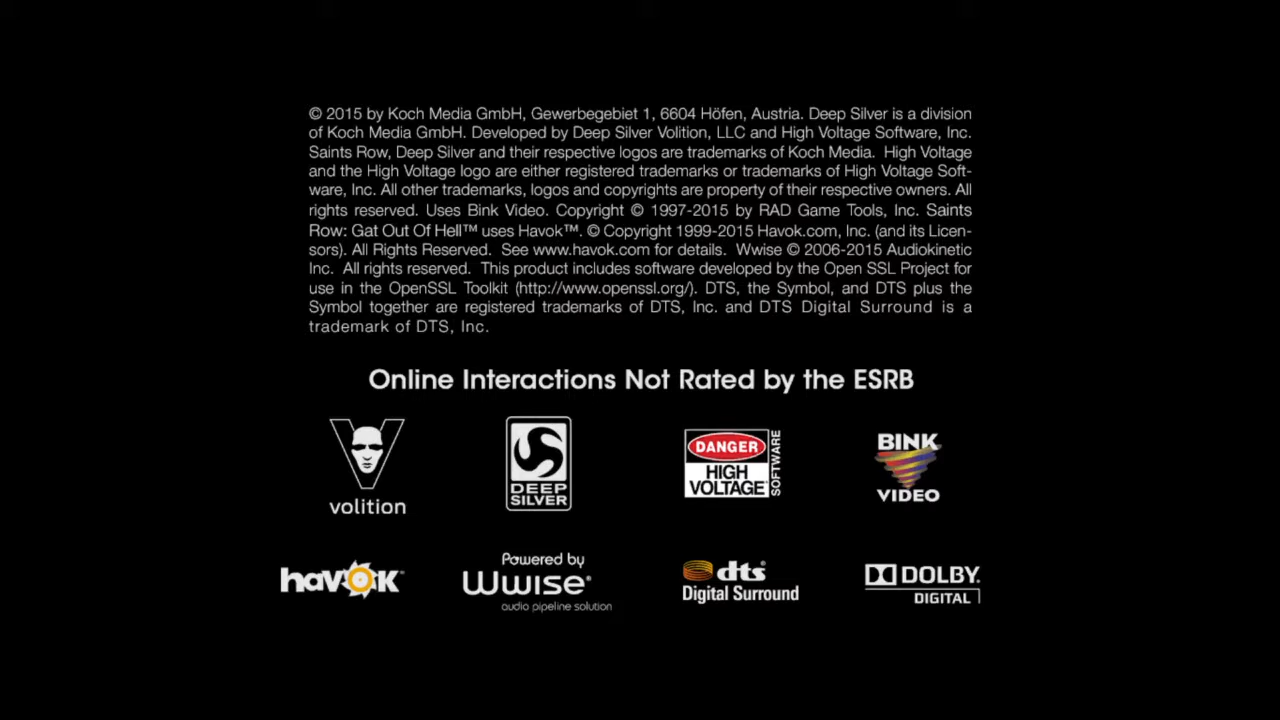 © 2015 by Koch Media GmbH, Gewerbegebiet 1, 6604 Höfen, Austria. Deep Silver is a division
of Koch Media GmbH. Developed by Deep Silver Volition, LLC and High Voltage Software, Inc.
Saints Row, Deep Silver and their respective logos are trademarks of Koch Media. High Voltage
and the High Voltage logo are either registered trademarks or trademarks of High Voltage Soft-
ware, Inc. All other trademarks, logos and copyrights are property of their respective owners. All
rights reserved. Uses Bink Video. Copyright © 1997-2015 by RAD Game Tools, Inc. Saints
Row: Gat Out Of Hell™ uses Havok™. © Copyright 1999-2015 Havok.com, Inc. (and its Licen-
sors). All Rights Reserved. See www.havok.com for details. Wwise © 2006-2015 Audiokinetic
Inc. All rights reserved. This product includes software developed by the Open SSL Project for
use in the OpenSSL Toolkit (http://www.openssl.org/). DTS, the Symbol, and DTS plus the
Symbol together are registered trademarks of DTS, Inc. and DTS Digital Surround is a
trademark of DTS, Inc.
Online Interactions Not Rated by the ESRB
volition
DEEP
SILVER
DANGER
HIGH
VOLTAGE
SOFTWARE
BINK
VIDEO
havok™
Powered by
Wwise®
audio pipeline solution
dts
Digital Surround
DOLBY
DIGITAL